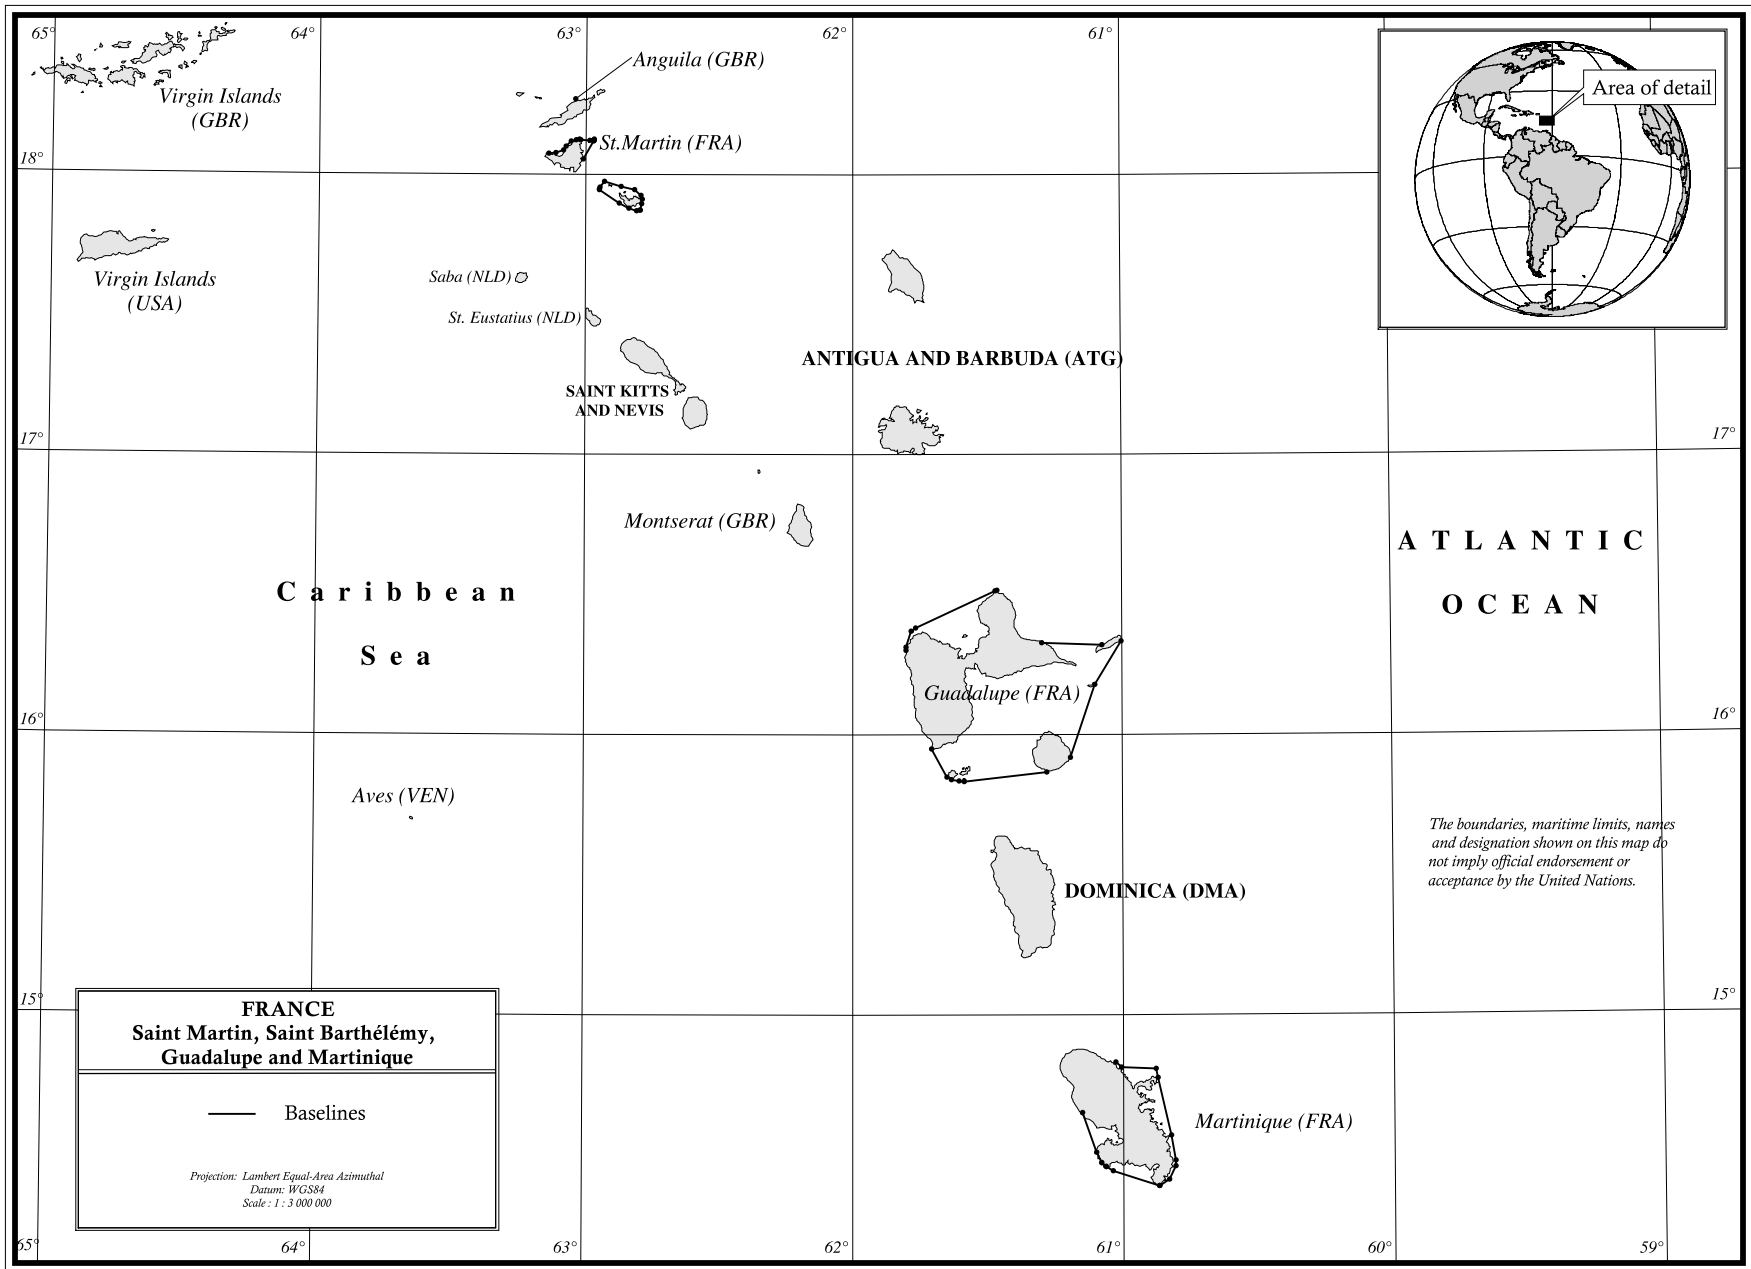 65°
64°
63°
62°
61°
Anguila (GBR)
Area of detail
Virgin Islands
(GBR)
St.Martin (FRA)
18°
Virgin Islands
(USA)
Saba (NLD)
St. Eustatius (NLD)
ANTIGUA AND BARBUDA (ATG)
SAINT KITTS
AND NEVIS
17°
17°
Montserat (GBR)
ATLANTIC
OCEAN
Caribbean
Sea
Guadalupe (FRA)
16°
16°
Aves (VEN)
The boundaries, maritime limits, names
and designation shown on this map do
not imply official endorsement or
acceptance by the United Nations.
DOMINICA (DMA)
15°
15°
FRANCE
Saint Martin, Saint Barthélémy,
Guadalupe and Martinique
Baselines
Martinique (FRA)
Projection: Lambert Equal-Area Azimuthal
Datum: WGS84
Scale : 1 : 3 000 000
65°
64°
63°
62°
61°
60°
59°